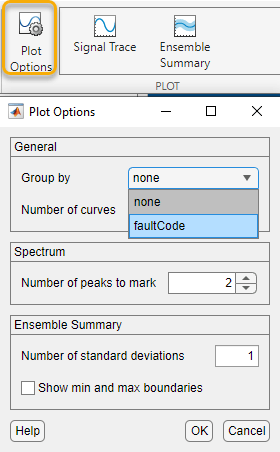 Plot
Options
Signal Trace
Ensemble
Summary
PLOT
Plot Options
General
Group by
none
none
Number of curves
faultCode
Spectrum
Number of peaks to mark
2
Ensemble Summary
Number of standard deviations
1
Show min and max boundaries
Help
OK
Cancel